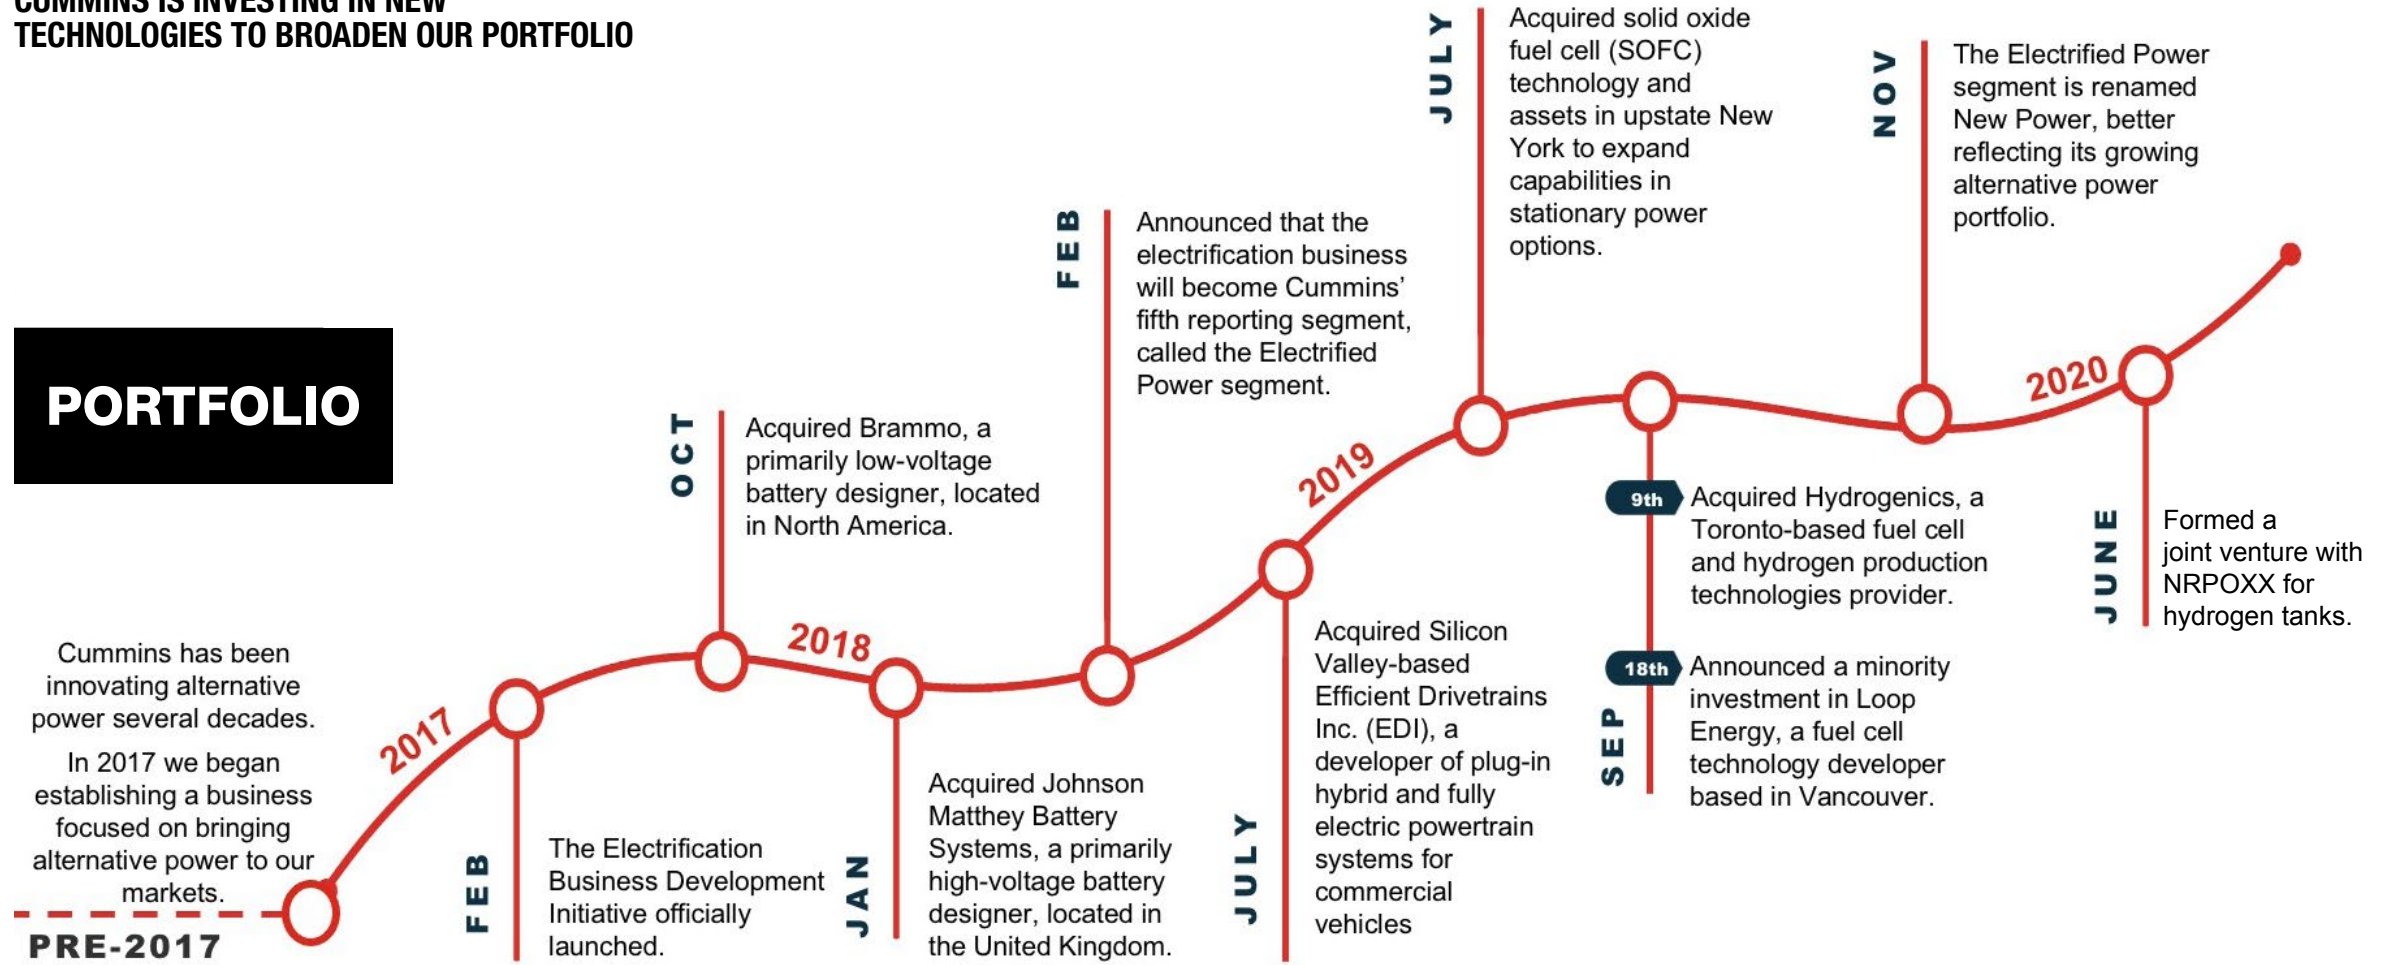 CUMMINS IS INVESTING IN NEW
TECHNOLOGIES TO BROADEN OUR PORTFOLIO
PORTFOLIO
Cummins has been
innovating alternative
power several decades.
In 2017 we began
establishing a business
focused on bringing
alternative power to our
markets.
PRE-2017
2017
FEB
The Electrification
Business Development
Initiative officially
launched.
OCT
Acquired Brammo, a
primarily low-voltage
battery designer, located
in North America.
2018
JAN
Acquired Johnson
Matthey Battery
Systems, a primarily
high-voltage battery
designer, located in
the United Kingdom.
FEB
Announced that the
electrification business
will become Cummins’
fifth reporting segment,
called the Electrified
Power segment.
JULY
Acquired Silicon
Valley-based
Efficient Drivetrains
Inc. (EDI), a
developer of plug-in
hybrid and fully
electric powertrain
systems for
commercial
vehicles
2019
JULY
Acquired solid oxide
fuel cell (SOFC)
technology and
assets in upstate New
York to expand
capabilities in
stationary power
options.
SEP
9th
Acquired Hydrogenics, a
Toronto-based fuel cell
and hydrogen production
technologies provider.
18th
Announced a minority
investment in Loop
Energy, a fuel cell
technology developer
based in Vancouver.
NOV
The Electrified Power
segment is renamed
New Power, better
reflecting its growing
alternative power
portfolio.
2020
JUNE
Formed a
joint venture with
NRPOXX for
hydrogen tanks.